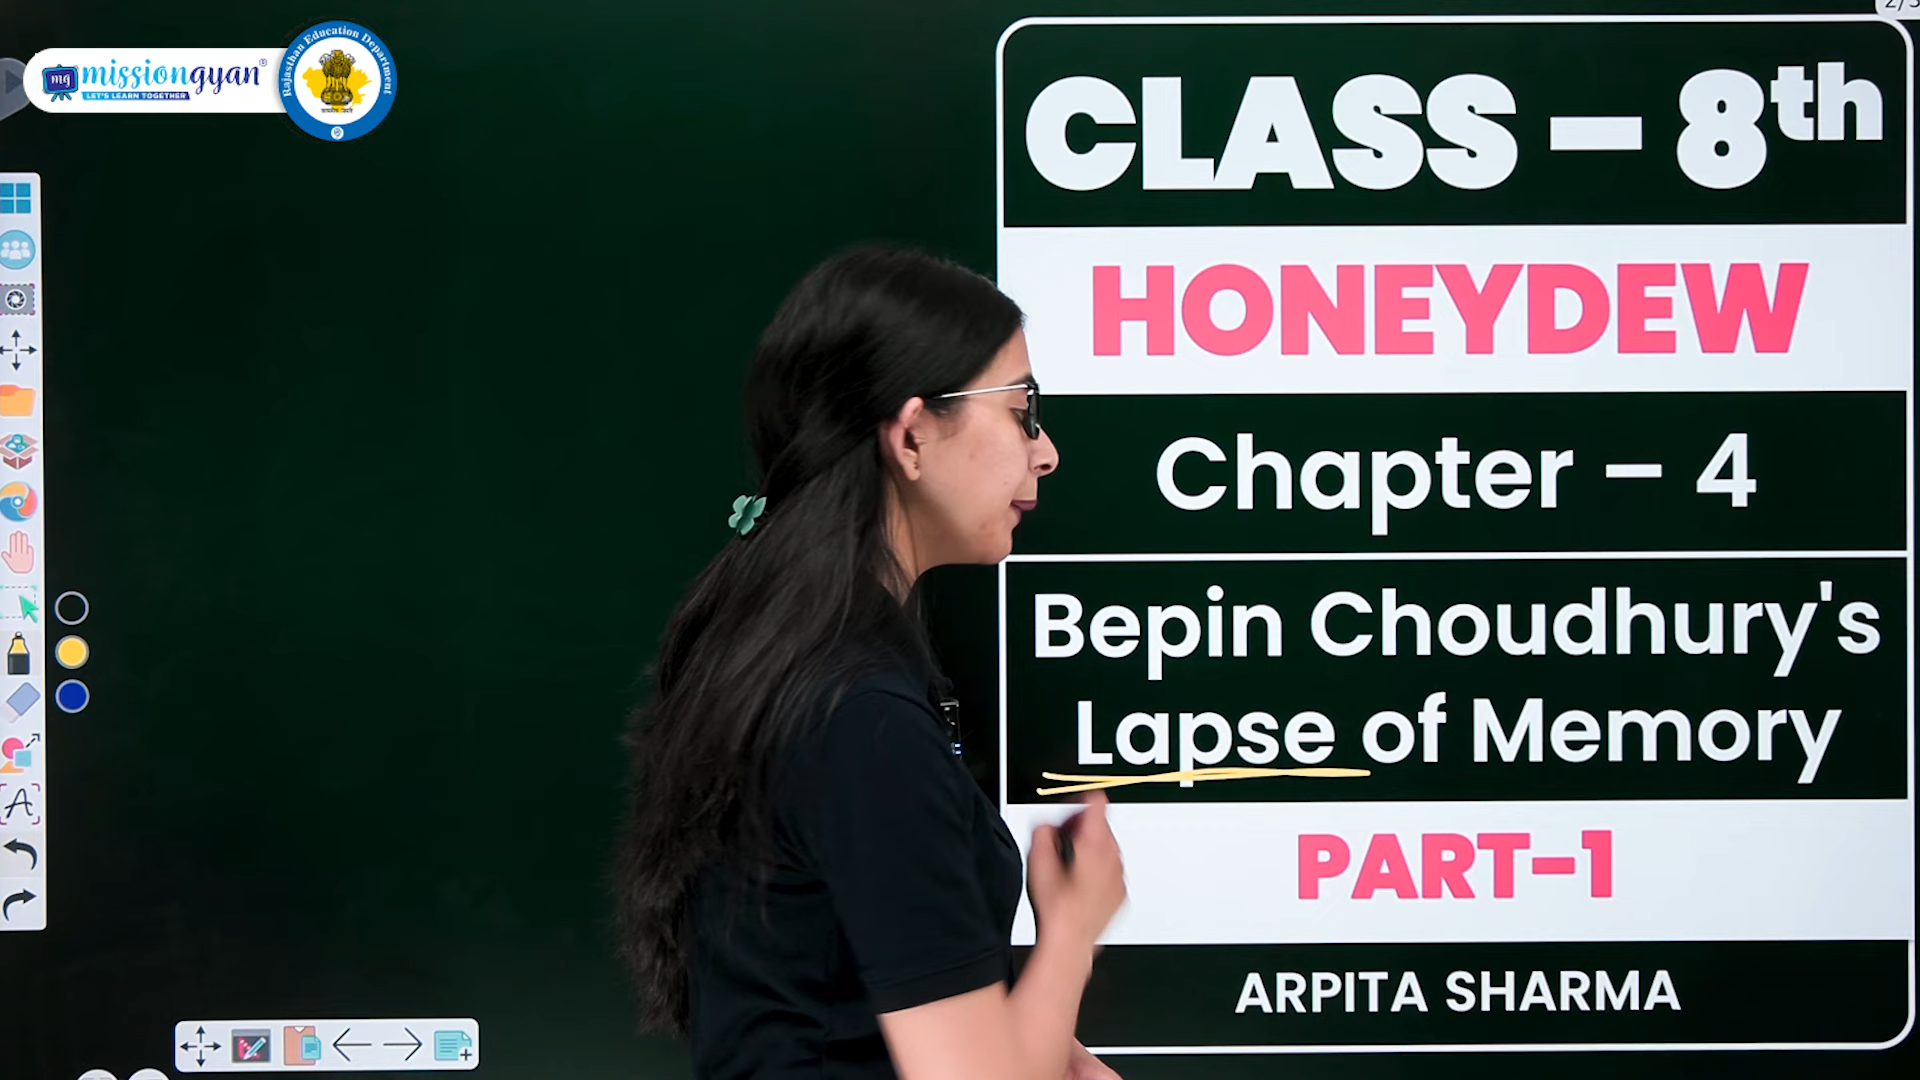 mg missiongyan
LET'S LEARN TOGETHER
Rajasthan Education Department
CLASS – 8th
HONEYDEW
Chapter – 4
Bepin Choudhury's
Lapse of Memory
PART-1
ARPITA SHARMA